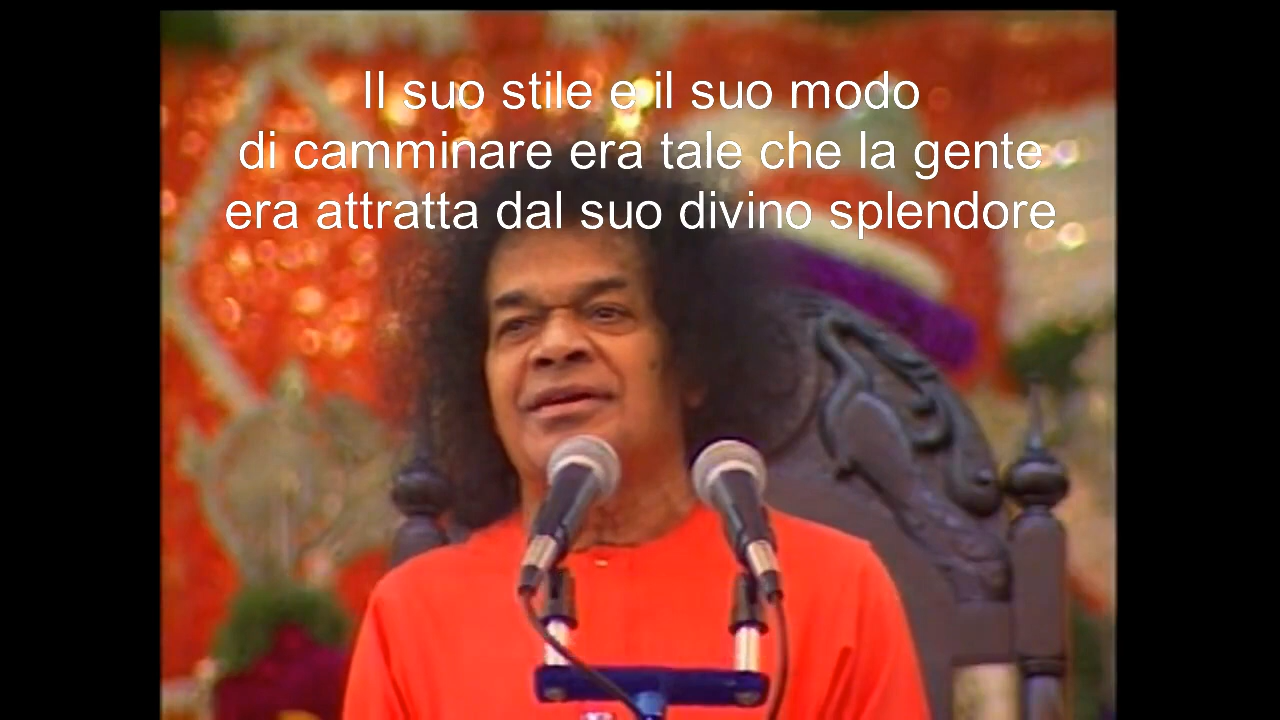 Il suo stile e il suo modo
di camminare era tale che la gente
era attratta dal suo divino splendore